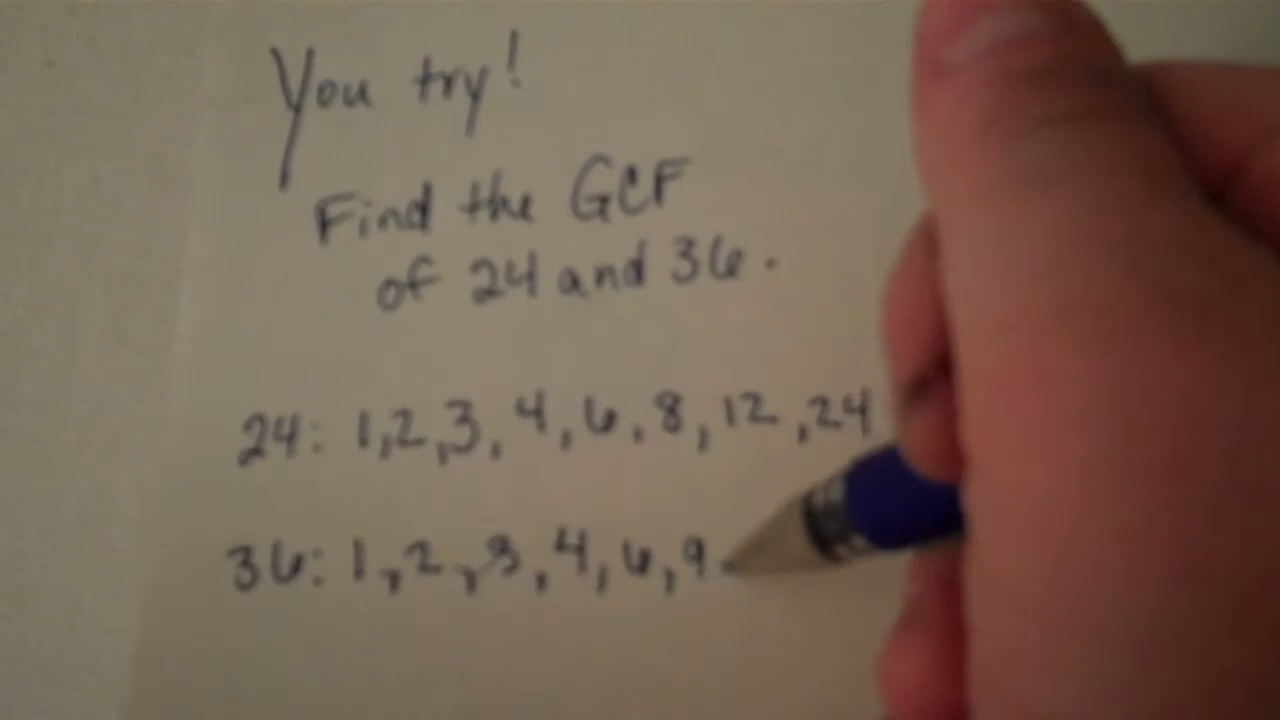 You try!
Find the GCF
of 24 and 36.
24: 1,2,3,4,6,8,12,24
36: 1,2,3,4,6,9